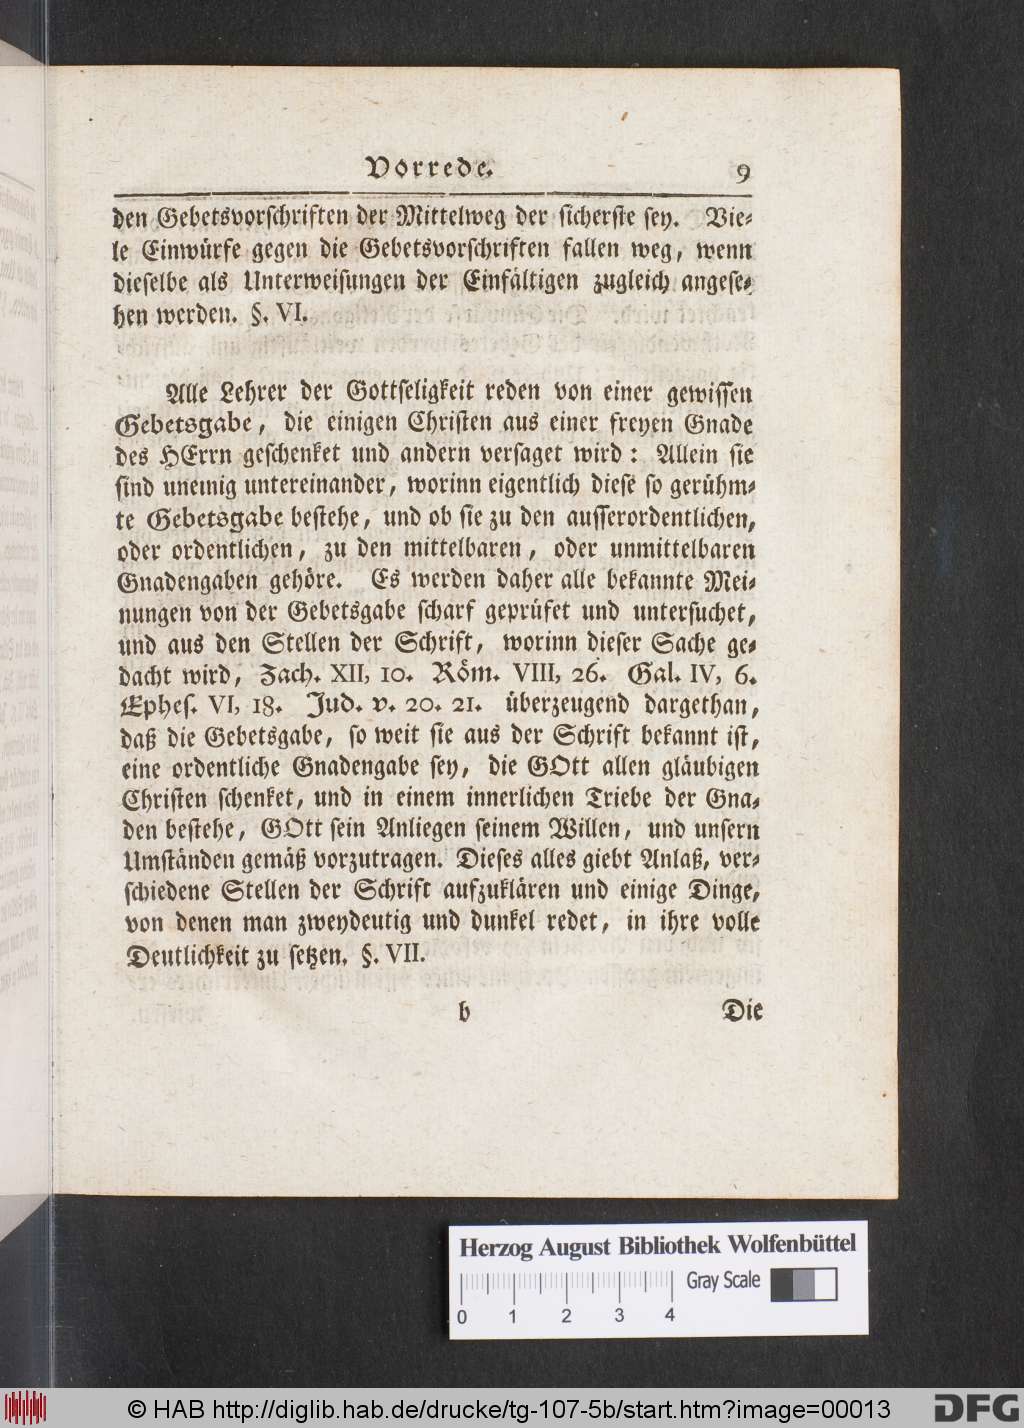 Vorrede. 9
den Gebetsvorschriften der Mittelweg der sicherste sey. Vie-
le Einwürfe gegen die Gebetsvorschriften fallen weg, wenn
dieselbe als Unterweisungen der Einfältigen zugleich angese-
hen werden. §. VI.
Alle Lehrer der Gottseligkeit reden von einer gewissen
Gebetsgabe, die einigen Christen aus einer freyen Gnade
des HErrn geschenket und andern versaget wird: Allein sie
sind uneinig untereinander, worinn eigentlich diese so gerühm-
te Gebetsgabe bestehe, und ob sie zu den ausserordentlichen,
oder ordentlichen, zu den mittelbaren, oder unmittelbaren
Gnadengaben gehöre. Es werden daher alle bekannte Mei-
nungen von der Gebetsgabe scharf geprüfet und untersuchet,
und aus den Stellen der Schrift, worinn dieser Sache ge-
dacht wird, Zach. XII, 10. Röm. VIII, 26. Gal. IV, 6.
Ephes. VI, 18. Jud. v. 20. 21. überzeugend dargethan,
daß die Gebetsgabe, so weit sie aus der Schrift bekannt ist,
eine ordentliche Gnadengabe sey, die GOtt allen gläubigen
Christen schenket, und in einem innerlichen Triebe der Gna-
den bestehe, GOtt sein Anliegen seinem Willen, und unsern
Umständen gemäß vorzutragen. Dieses alles giebt Anlaß, ver-
schiedene Stellen der Schrift aufzuklären und einige Dinge,
von denen man zweydeutig und dunkel redet, in ihre volle
Deutlichkeit zu setzen. §. VII.
b Die
Herzog August Bibliothek Wolfenbüttel
Gray Scale
0 1 2 3 4
© HAB http://diglib.hab.de/drucke/tg-107-5b/start.htm?image=00013
DFG